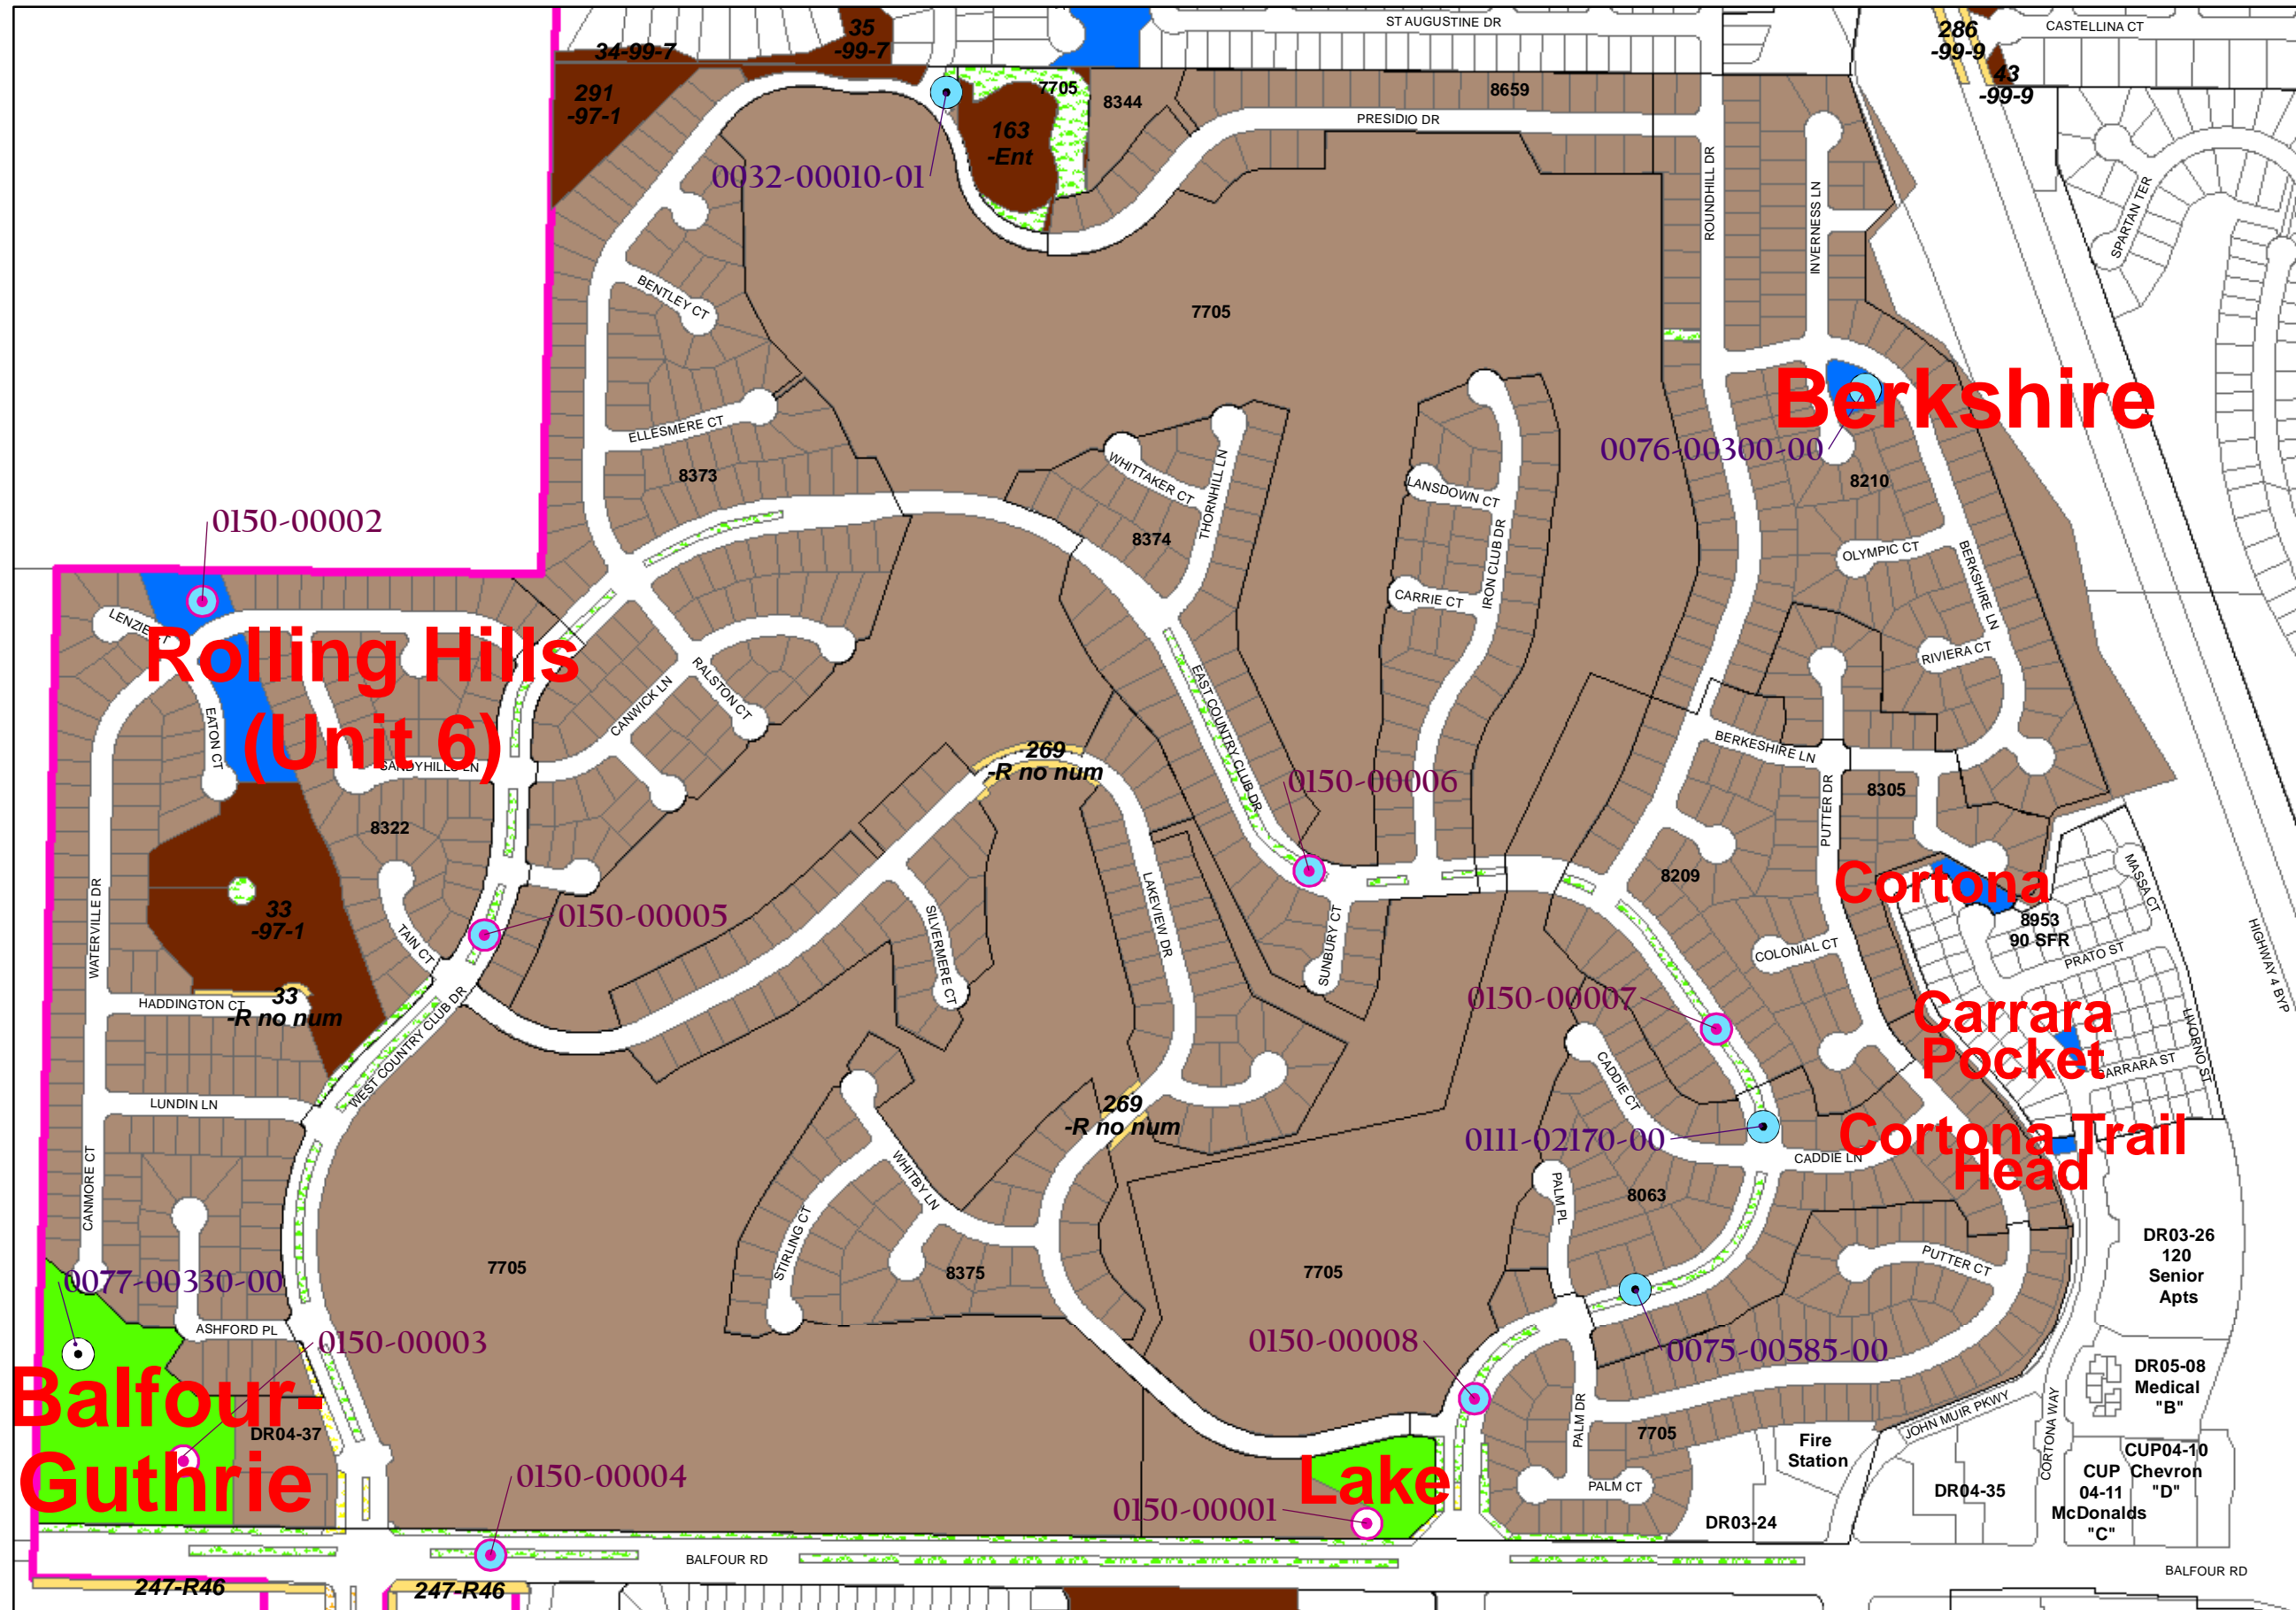 ST AUGUSTINE DR
CASTELLINA CT
34-99-7
35
-99-7
286
-99-9
43
-99-9
291
-97-1
7705
8344
8659
163
-Ent
PRESIDIO DR
0032-00010-01
ROUNDHILL DR
INVERNESS LN
SPARTAN TER
BENTLEY CT
7705
Berkshire
ELLESMERE CT
0076-00300-00
8373
WHITTAKER CT
THORNHILL LN
LANSDOWN CT
8210
0150-00002
8374
IRON CLUB DR
OLYMPIC CT
BERKSHIRE LN
CARRIE CT
LENZIE CT
Rolling Hills
(Unit 6)
RIVIERA CT
EATON CT
CANWICK LN
RALSTON CT
EAST COUNTRY CLUB DR
SANDYHILLS LN
269
-R no num
BERKESHIRE LN
0150-00006
PUTTER DR
8305
8322
8209
Cortona
MASSA CT
WATERVILLE DR
33
-97-1
0150-00005
TAIN CT
SILVERMERE CT
LAKEVIEW DR
SUNBURY CT
8953
90 SFR
COLONIAL CT
PRATO ST
HIGHWAY 4 BYP
HADDINGTON CT
33
-R no num
0150-00007
Carrara
Pocket
LIVORNO ST
CARRARA ST
WEST COUNTRY CLUB DR
LUNDIN LN
269
-R no num
CADDIE CT
0111-02170-00
Cortona Trail
Head
CADDIE LN
CANMORE CT
WHITBY LN
STIRLING CT
PALM PL
8063
DR03-26
120
Senior
Apts
0077-00330-00
7705
8375
7705
PUTTER CT
ASHFORD PL
0150-00003
0150-00008
0075-00585-00
DR05-08
Medical
"B"
Balfour-
Guthrie
DR04-37
PALM DR
7705
JOHN MUIR PKWY
CORTONA WAY
Fire
Station
CUP04-10
Chevron
"D"
CUP
04-11
McDonalds
"C"
0150-00004
Lake
0150-00001
PALM CT
DR04-35
DR03-24
BALFOUR RD
BALFOUR RD
247-R46
247-R46